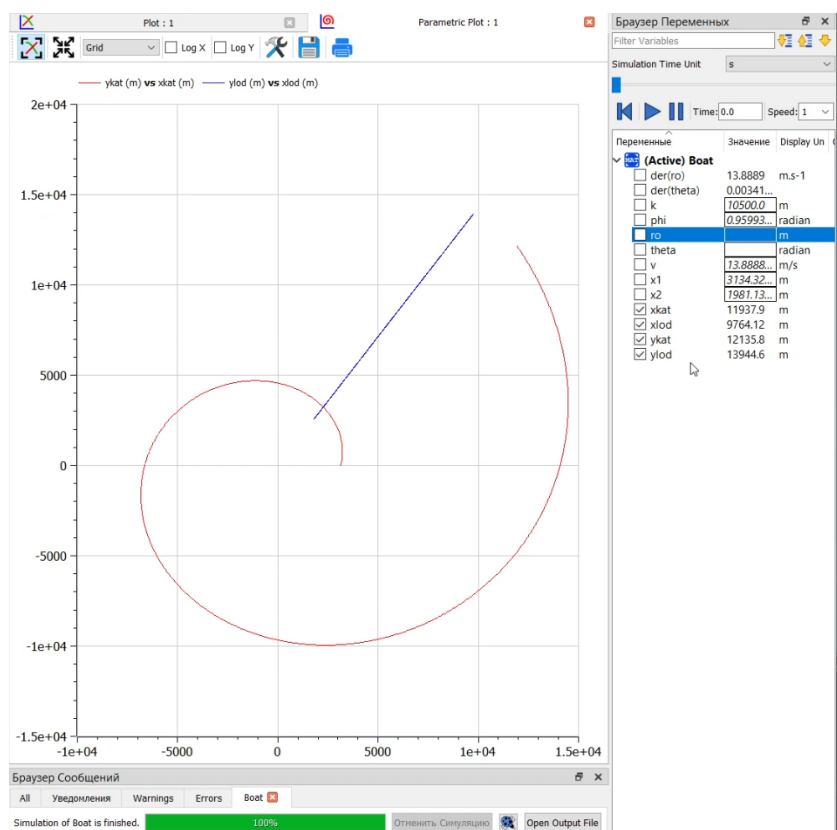 Plot : 1
Parametric Plot : 1
Grid
Log X
Log Y
ykat (m) vs xkat (m)
ylod (m) vs xlod (m)
2e+04
1.5e+04
1e+04
5000
0
-5000
-1e+04
-1.5e+04
-1e+04 -5000 0 5000 1e+04 1.5e+04
Браузер Переменных
Filter Variables
Simulation Time Unit s
Time: 0.0 Speed: 1
Переменные Значение Display Un
(Active) Boat
der(ro) 13.8889 m.s-1
der(theta) 0.00341...
k 10500.0 m
phi 0.95993... radian
ro m
theta radian
v 13.8888... m/s
x1 3134.32... m
x2 1981.13... m
xkat 11937.9 m
xlod 9764.12 m
ykat 12135.8 m
ylod 13944.6 m
Браузер Сообщений
All Уведомления Warnings Errors Boat
Simulation of Boat is finished. 100% Отменить Симуляцию Open Output File